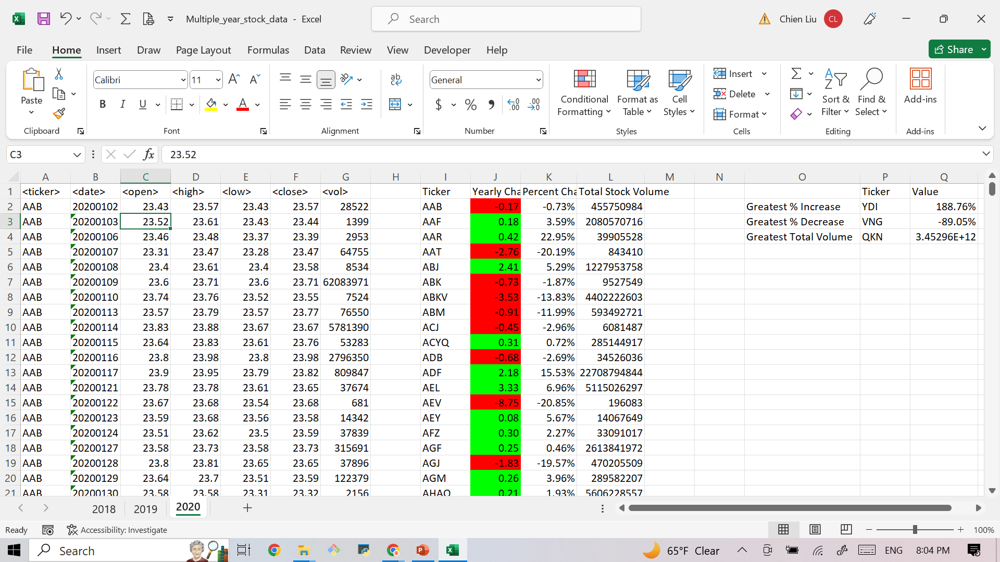 Multiple_year_stock_data - Excel
Search
Chien Liu CL
File Home Insert Draw Page Layout Formulas Data Review View Developer Help
Share
Paste
Clipboard
Calibri 11
B I U
Font
ab
Alignment
General
$ % 9
Number
Conditional Formatting
Format as Table
Cell Styles
Styles
Insert
Delete
Format
Cells
Sort & Filter
Find & Select
Editing
Add-ins
Add-ins
C3 fx 23.52
A B C D E F G H I J K L M N O P Q
1 <ticker> <date> <open> <high> <low> <close> <vol> Ticker Yearly Cha Percent Cha Total Stock Volume Ticker Value
2 AAB 20200102 23.43 23.57 23.43 23.57 28522 AAB -0.17 -0.73% 455750984 Greatest % Increase YDI 188.76%
3 AAB 20200103 23.52 23.61 23.43 23.44 1399 AAF 0.18 3.59% 2080570716 Greatest % Decrease VNG -89.05%
4 AAB 20200106 23.46 23.48 23.37 23.39 2953 AAR 0.42 22.95% 39905528 Greatest Total Volume QKN 3.45296E+12
5 AAB 20200107 23.31 23.47 23.28 23.47 64755 AAT -2.76 -20.19% 843410
6 AAB 20200108 23.4 23.61 23.4 23.58 8534 ABJ 2.41 5.29% 1227953758
7 AAB 20200109 23.6 23.71 23.6 23.71 62083971 ABK -0.73 -1.87% 9527549
8 AAB 20200110 23.74 23.76 23.52 23.55 7524 ABKV -3.53 -13.83% 4402222603
9 AAB 20200113 23.57 23.79 23.57 23.77 76550 ABM -0.91 -11.99% 593492721
10 AAB 20200114 23.83 23.88 23.67 23.67 5781390 ACJ -0.45 -2.96% 6081487
11 AAB 20200115 23.64 23.83 23.61 23.76 53283 ACYQ 0.31 0.72% 285144917
12 AAB 20200116 23.8 23.98 23.8 23.98 2796350 ADB -0.68 -2.69% 34526036
13 AAB 20200117 23.9 23.95 23.79 23.82 809847 ADF 2.18 15.53% 22708794844
14 AAB 20200121 23.78 23.78 23.61 23.65 37674 AEL 3.33 6.96% 5115026297
15 AAB 20200122 23.67 23.68 23.54 23.68 681 AEV -8.75 -20.85% 196083
16 AAB 20200123 23.59 23.68 23.56 23.58 14342 AEY 0.08 5.67% 14067649
17 AAB 20200124 23.51 23.62 23.5 23.59 37839 AFZ 0.30 2.27% 33091017
18 AAB 20200127 23.58 23.73 23.58 23.73 315691 AGF 0.25 0.46% 2613841972
19 AAB 20200128 23.8 23.81 23.65 23.65 37896 AGJ -1.83 -19.57% 470205509
20 AAB 20200129 23.64 23.7 23.51 23.59 122379 AGM 0.26 3.96% 289582207
21 AAB 20200130 23.58 23.58 23.31 23.32 2156 AHAQ 0.21 1.93% 5606228557
2018 2019 2020
Ready Accessibility: Investigate 100%
Search 65°F Clear ENG 8:04 PM